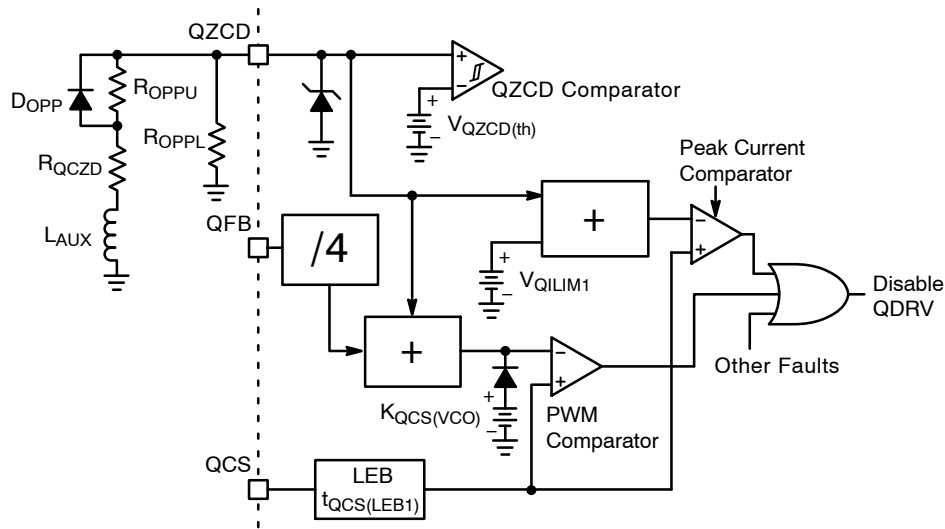 QZCD
+
−
QZCD Comparator
DOPP
ROPPU
ROPPL
+
−
VQZCD(th)
RQCZD
Peak Current
Comparator
QFB
LAUX
/4
+
−
+
+
−
VQILIM1
Disable
QDRV
+
−
+
Other Faults
+
−
KQCS(VCO)
PWM
Comparator
QCS
LEB
tQCS(LEB1)